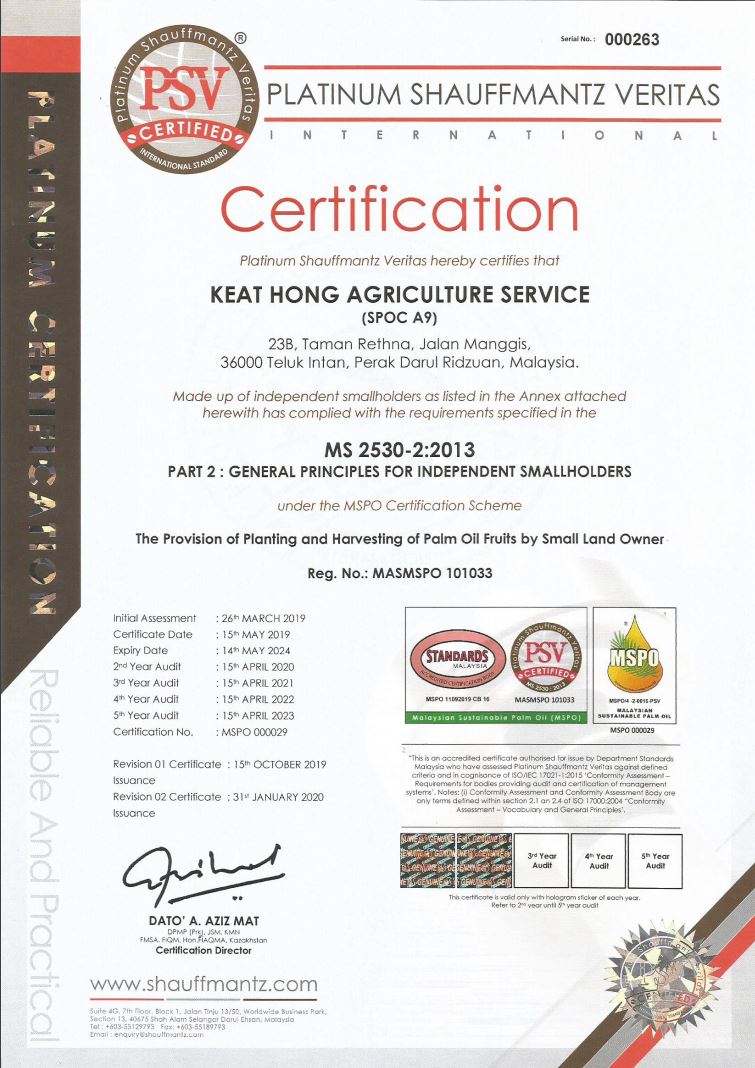 Serial No. : 000263
Platinum Shauffmantz Veritas
®
PSV
CERTIFIED
INTERNATIONAL STANDARD
PLATINUM SHAUFFMANTZ VERITAS
INTERNATIONAL
PLATINUM CERTIFICATION
Reliable And Practical
Certification
Platinum Shauffmantz Veritas hereby certifies that
KEAT HONG AGRICULTURE SERVICE
(SPOC A9)
23B, Taman Rethna, Jalan Manggis,
36000 Teluk Intan, Perak Darul Ridzuan, Malaysia.
Made up of independent smallholders as listed in the Annex attached
herewith has complied with the requirements specified in the
MS 2530-2:2013
PART 2 : GENERAL PRINCIPLES FOR INDEPENDENT SMALLHOLDERS
under the MSPO Certification Scheme
The Provision of Planting and Harvesting of Palm Oil Fruits by Small Land Owner
Reg. No.: MASMSPO 101033
Initial Assessment : 26th MARCH 2019
Certificate Date : 15th MAY 2019
Expiry Date : 14th MAY 2024
2nd Year Audit : 15th APRIL 2020
3rd Year Audit : 15th APRIL 2021
4th Year Audit : 15th APRIL 2022
5th Year Audit : 15th APRIL 2023
Certification No. : MSPO 000029
Revision 01 Certificate : 15th OCTOBER 2019
Issuance
Revision 02 Certificate : 31st JANUARY 2020
Issuance
STANDARDS
MALAYSIA
ACCREDITED CERTIFICATION BODY
MSPO 11092019 CB 16
Platinum Shauffmantz Veritas
PSV
CERTIFIED
MS 2530 : 2013
MASMSPO 101033
Malaysian Sustainable Palm Oil (MSPO)
MSPO
MSPO/4 -2-0016-PSV
MALAYSIAN
SUSTAINABLE PALM OIL
MSPO 000029
"This is an accredited certificate authorised for issue by Department Standards
Malaysia who have assessed Platinum Shauffmantz Veritas against defined
criteria and in cognisance of ISO/IEC 17021-1:2015 'Conformity Assessment –
Requirements for bodies providing audit and certification of management
systems'. Notes: (i) Conformity Assessment and Conformity Assessment Body are
only terms defined within section 2.1 an 2.4 of ISO 17000:2004 "Conformity
Assessment – Vocabulary and General Principles'.
GENUINE
3rd Year
Audit
4th Year
Audit
5th Year
Audit
This certificate is valid only with hologram sticker of each year.
Refer to 2nd year until 5th year audit
DATO' A. AZIZ MAT
DPMP (Prk), JSM, KMN
FMSA, FIQM, Hon.FIAQMA, Kazakhstan
Certification Director
www.shauffmantz.com
Suite 4G, 7th Floor, Block 1, Jalan Tinju 13/50, Worldwide Business Park,
Section 13, 40675 Shah Alam Selangor Darul Ehsan, Malaysia
Tel : +603-55129793 Fax: +603-55189793
Email : enquiry@shauffmantz.com